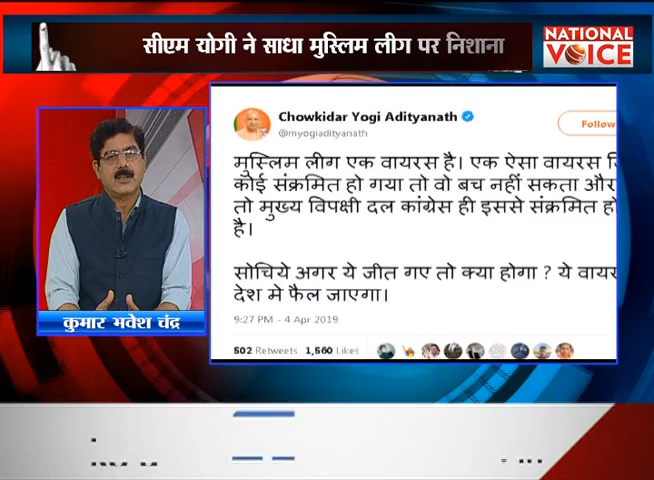 सीएम योगी ने साधा मुस्लिम लीग पर निशाना
NATIONAL
VOICE
Chowkidar Yogi Adityanath
@myogiadityanath
Follow
मुस्लिम लीग एक वायरस है। एक ऐसा वायरस
कोई संक्रमित हो गया तो वो बच नहीं सकता और
तो मुख्य विपक्षी दल कांग्रेस ही इससे संक्रमित हो
है।
सोचिये अगर ये जीत गए तो क्या होगा ? ये वायर
देश मे फैल जाएगा।
9:27 PM - 4 Apr 2019
502 Retweets 1,560 Likes
कुमार भवेश चंद्र